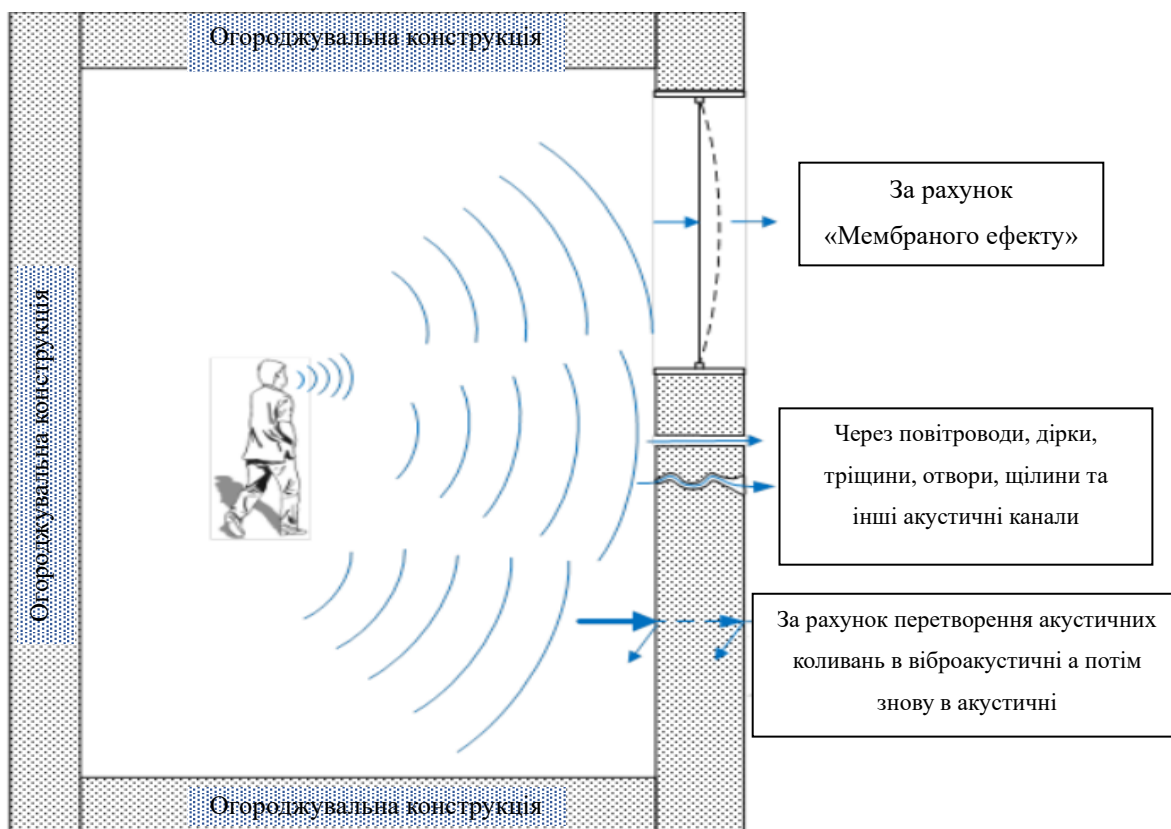 Огороджувальна конструкція
За рахунок
«Мембраного ефекту»
Огороджувальна конструкція
Через повітроводи, дірки,
тріщини, отвори, щілини та
інші акустичні канали
За рахунок перетворення акустичних
коливань в віброакустичні а потім
знову в акустичні
Огороджувальна конструкція